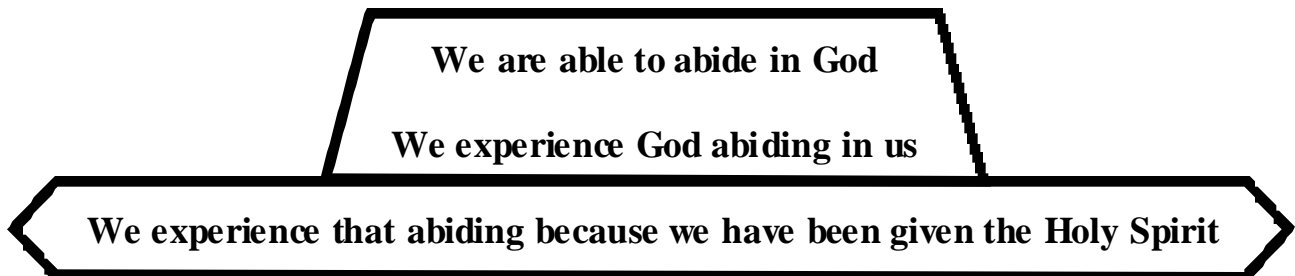 We are able to abide in God
We experience God abiding in us
We experience that abiding because we have been given the Holy Spirit